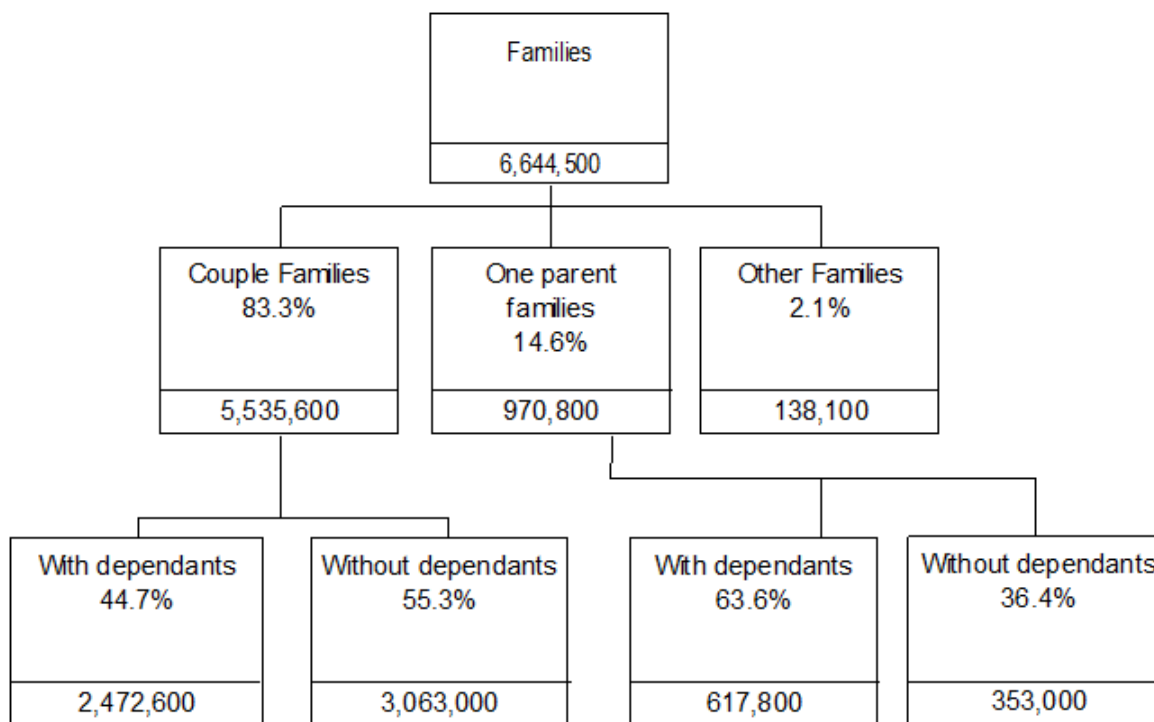 Families
6,644,500
Couple Families
83.3%
5,535,600
One parent
families
14.6%
970,800
Other Families
2.1%
138,100
With dependants
44.7%
2,472,600
Without dependants
55.3%
3,063,000
With dependants
63.6%
617,800
Without dependants
36.4%
353,000